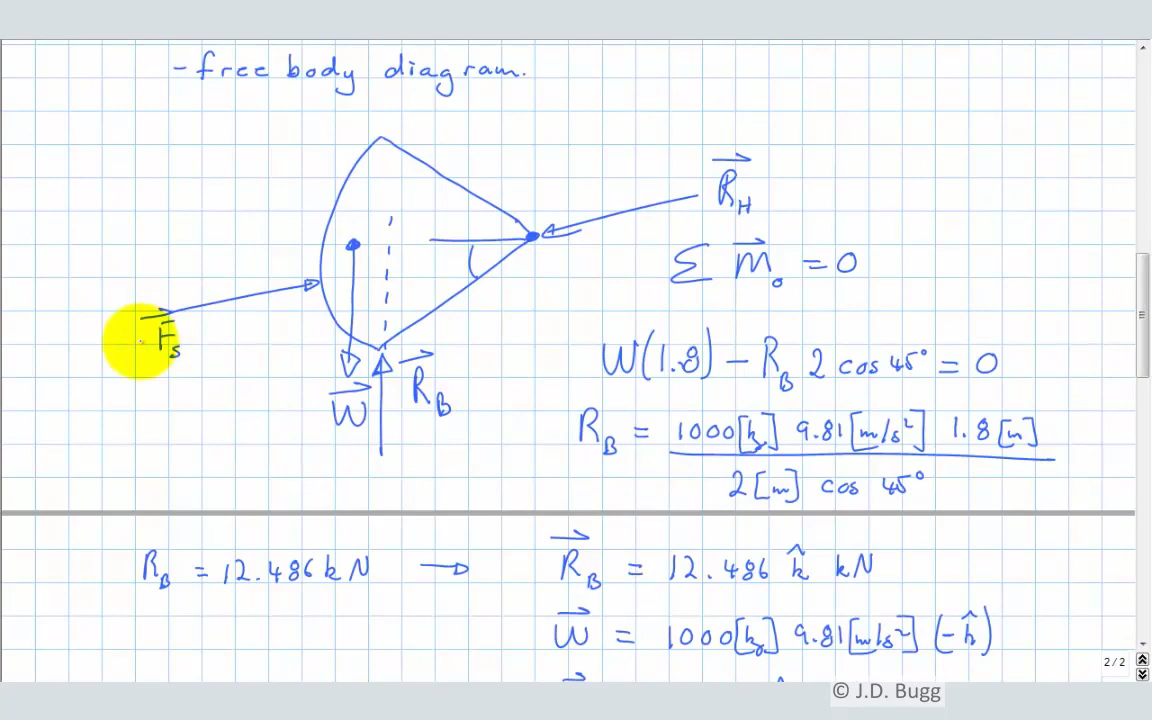 - free body diagram.
R_H
Σ M_o = 0
F_s
W(1.8) - R_B 2 cos 45° = 0
W
R_B
R_B = 1000[kg] 9.81[m/s²] 1.8[m]
2[m] cos 45°
R_B = 12.486 kN → R_B = 12.486 k̂ kN
W = 1000[kg] 9.81[m/s²] (-k̂)
2/2
© J.D. Bugg